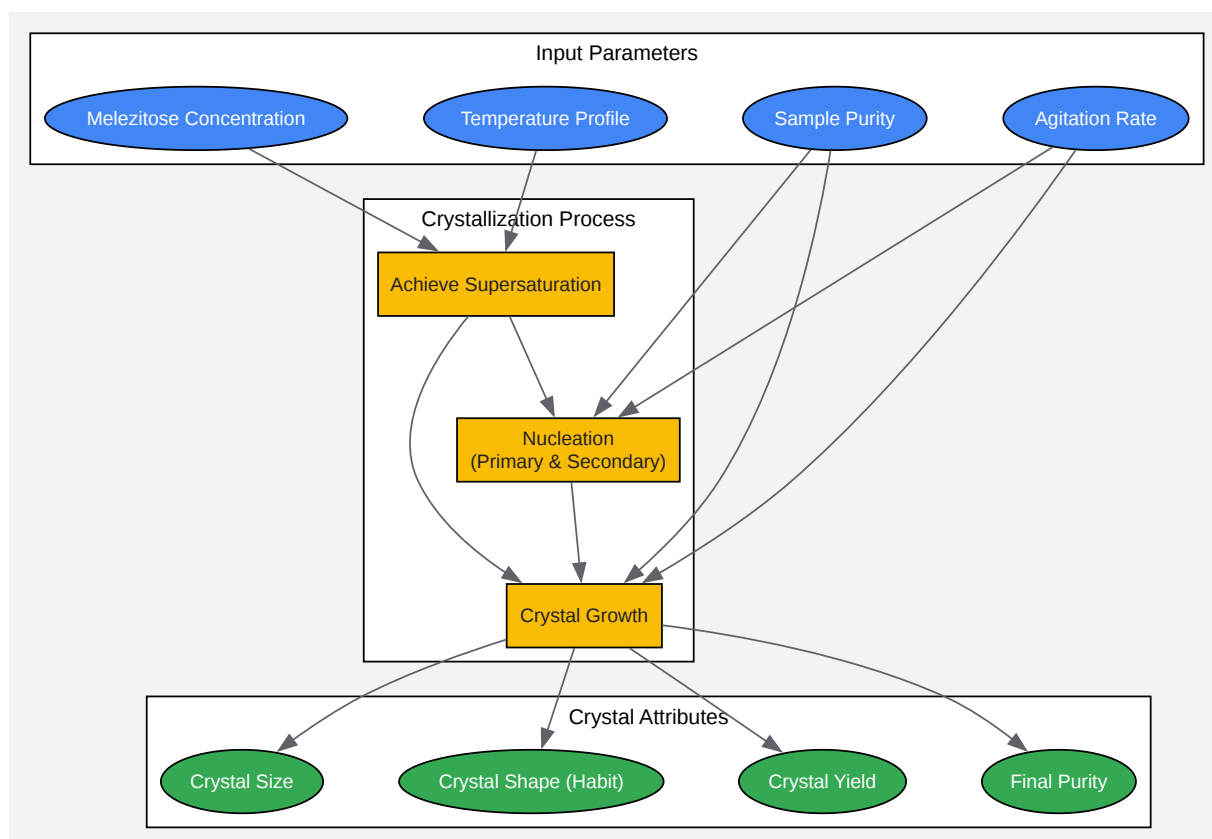 Input Parameters
Melezitose Concentration
Temperature Profile
Sample Purity
Agitation Rate
Crystallization Process
Achieve Supersaturation
Nucleation
(Primary & Secondary)
Crystal Growth
Crystal Attributes
Crystal Size
Crystal Shape (Habit)
Crystal Yield
Final Purity